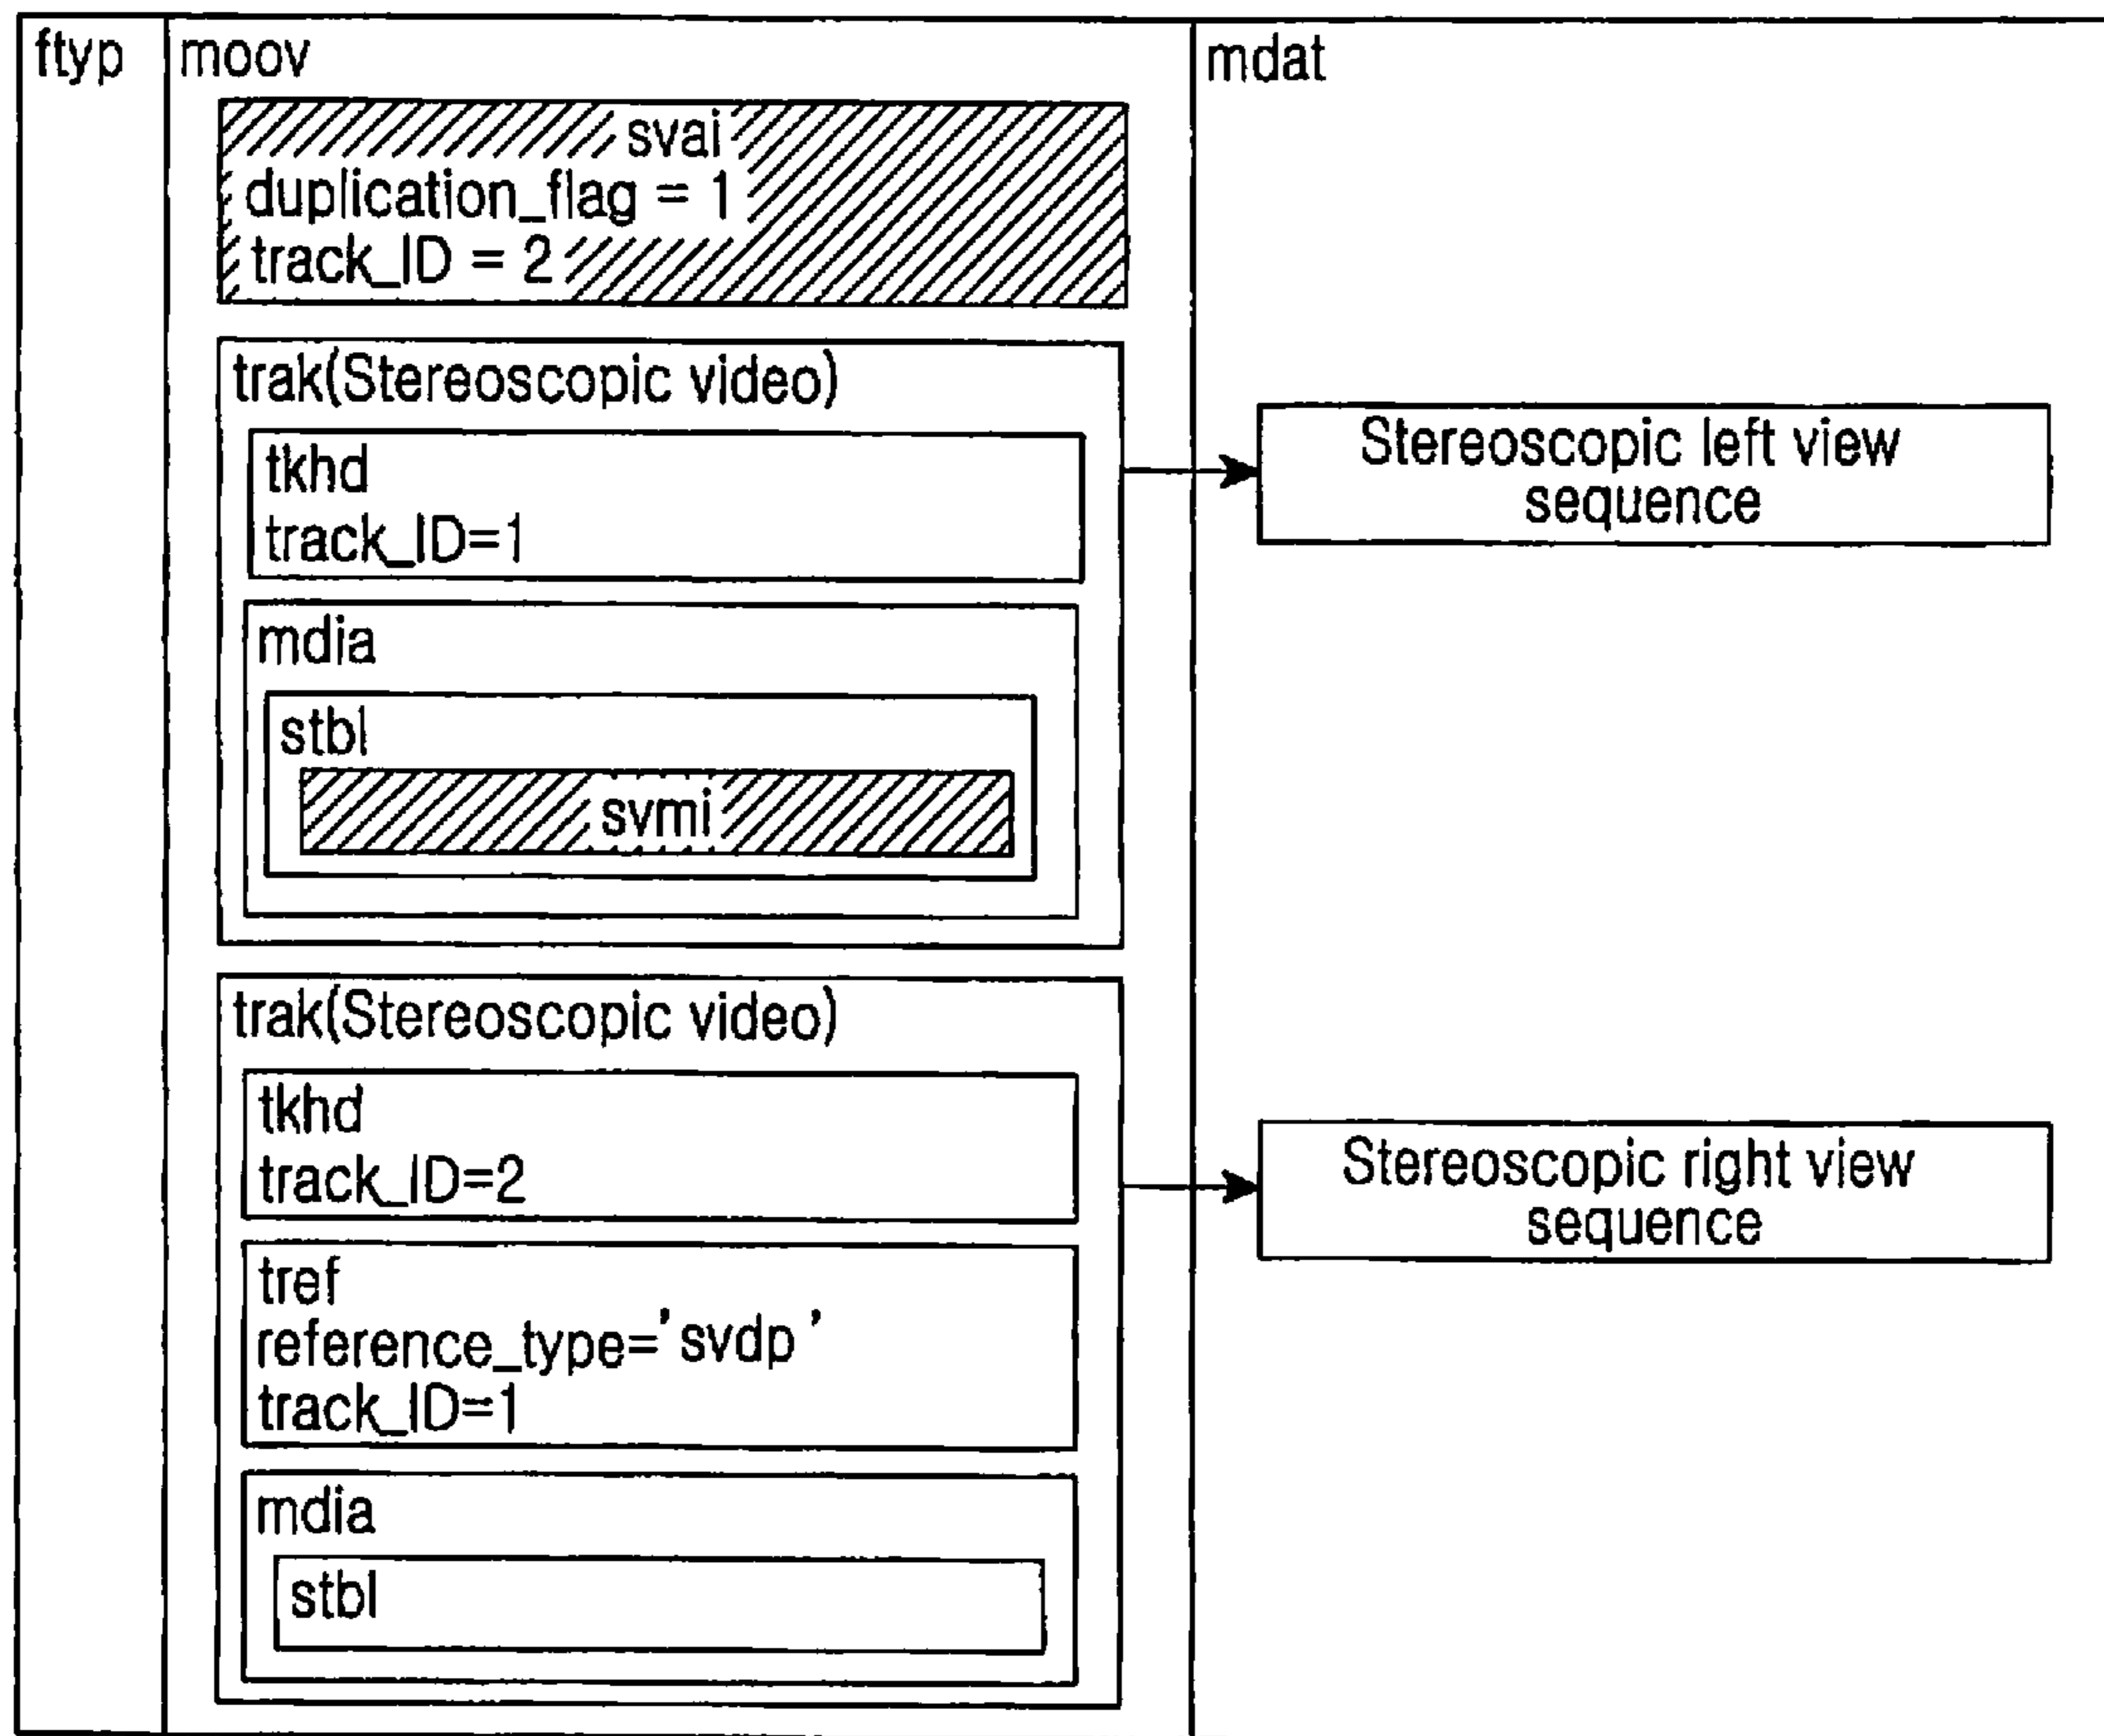 ftyp
moov
svai
duplication_flag = 1
track_ID = 2
trak(Stereoscopic video)
tkhd
track_ID=1
mdia
stbl
svmi
trak(Stereoscopic video)
tkhd
track_ID=2
tref
reference_type='svdp'
track_ID=1
mdia
stbl
mdat
Stereoscopic left view
sequence
Stereoscopic right view
sequence